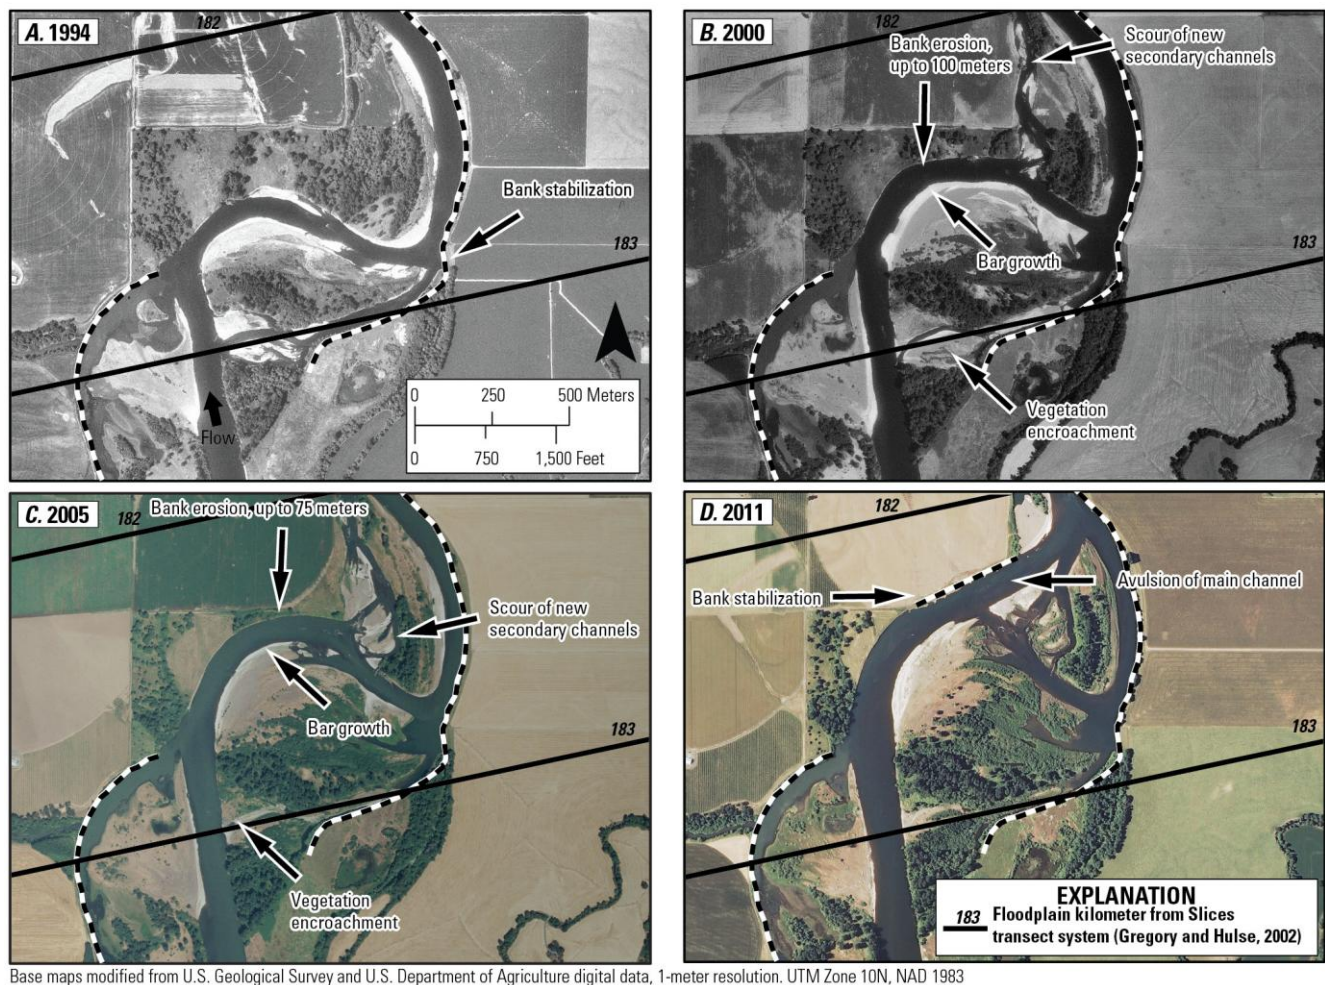 A. 1994
182
Bank stabilization
183
Flow
0 250 500 Meters
0 750 1,500 Feet
B. 2000
Bank erosion,
up to 100 meters
Scour of new
secondary channels
183
Bar growth
Vegetation
encroachment
C. 2005
182
Bank erosion, up to 75 meters
Scour of new
secondary channels
Bar growth
183
Vegetation
encroachment
D. 2011
182
Bank stabilization
Avulsion of main channel
183
EXPLANATION
183 Floodplain kilometer from Slices
transect system (Gregory and Hulse, 2002)
Base maps modified from U.S. Geological Survey and U.S. Department of Agriculture digital data, 1-meter resolution. UTM Zone 10N, NAD 1983